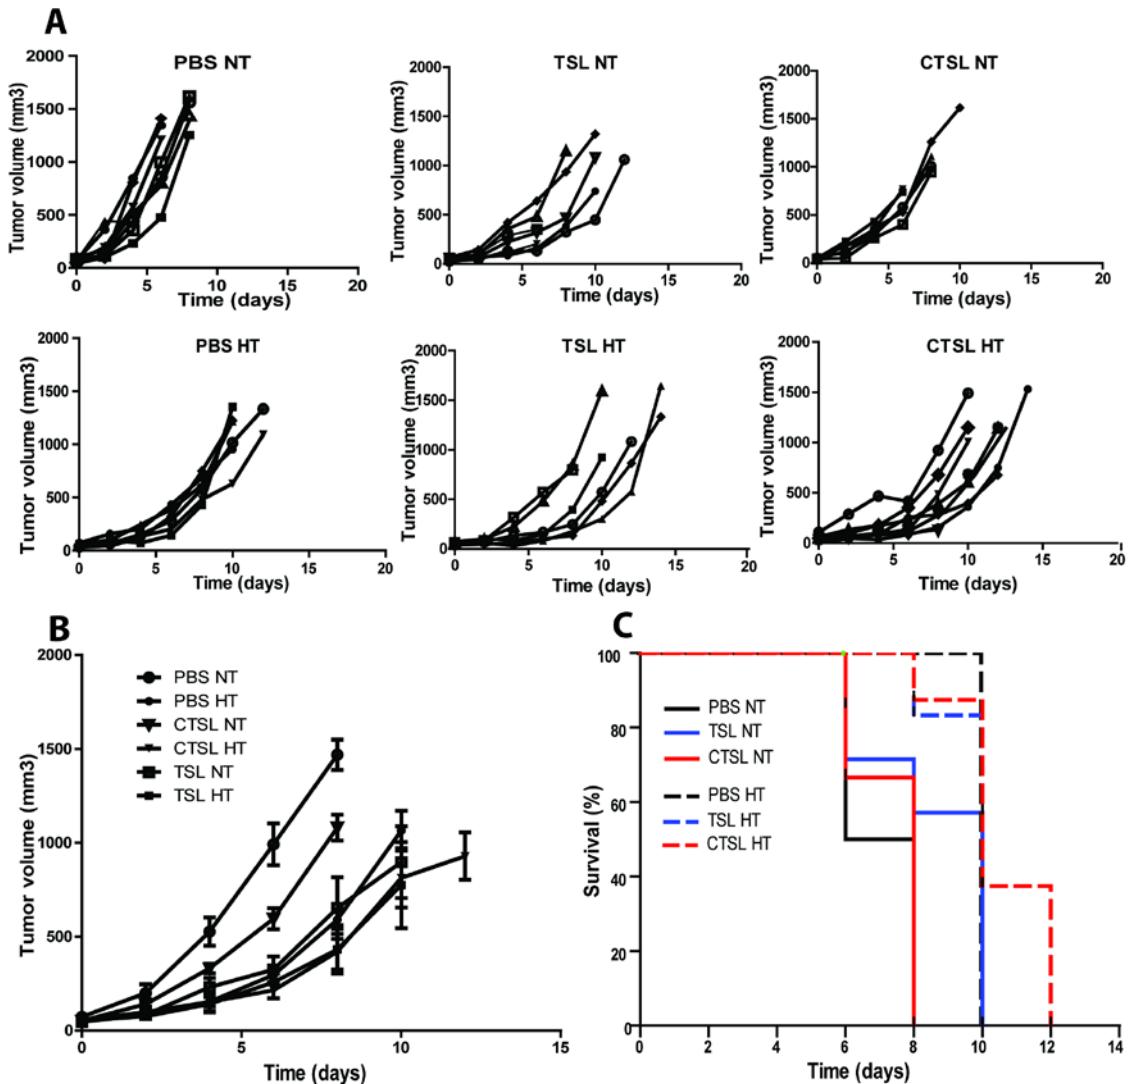 A
PBS NT
TSL NT
CTSL NT
Tumor volume (mm3)
2000
1500
1000
500
0
0 5 10 15 20
Time (days)
Tumor volume (mm3)
2000
1500
1000
500
0
0 5 10 15 20
Time (days)
Tumor volume (mm3)
2000
1500
1000
500
0
0 5 10 15 20
Time (days)
PBS HT
TSL HT
CTSL HT
Tumor volume (mm3)
2000
1500
1000
500
0
0 5 10 15 20
Time (days)
Tumor volume (mm3)
2000
1500
1000
500
0
0 5 10 15 20
Time (days)
Tumor volume (mm3)
2000
1500
1000
500
0
0 5 10 15 20
Time (days)
B
Tumor volume (mm3)
2000
1500
1000
500
0
PBS NT
PBS HT
CTSL NT
CTSL HT
TSL NT
TSL HT
0 5 10 15
Time (days)
C
Survival (%)
100
80
60
40
20
0
PBS NT
TSL NT
CTSL NT
PBS HT
TSL HT
CTSL HT
0 2 4 6 8 10 12 14
Time (days)